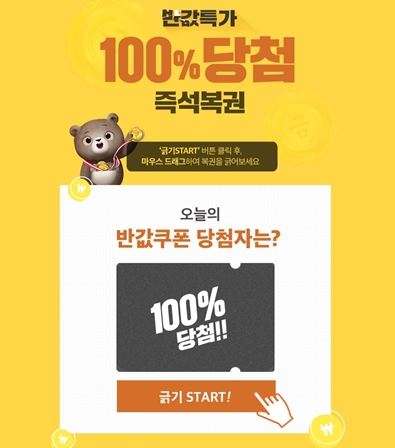 반값특가
100%당첨
즉석복권
'긁기START' 버튼 클릭 후,
마우스 드래그하여 복권을 긁어보세요
오늘의
반값쿠폰 당첨자는?
100%
당첨!!
긁기 START!